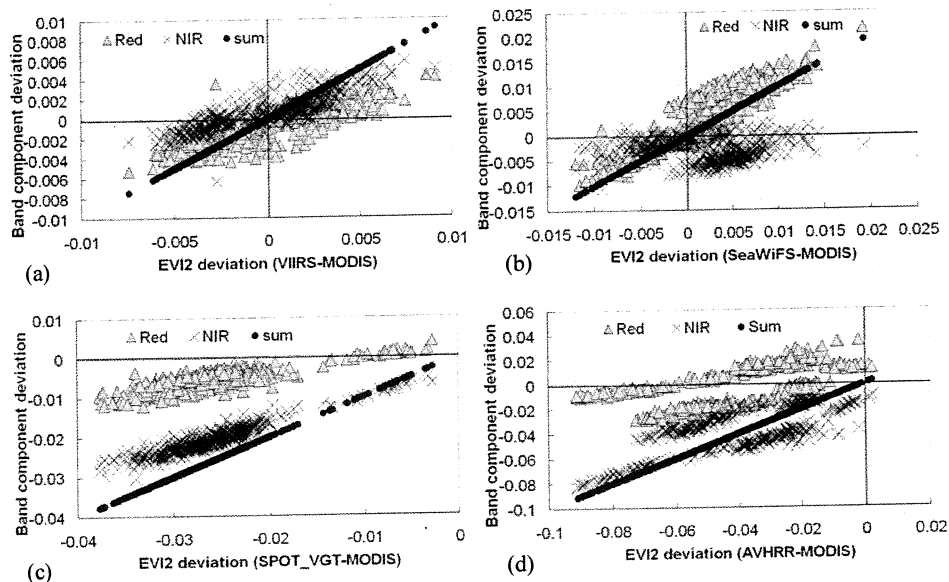 Band component deviation
0.01
0.008
0.006
0.004
0.002
0
-0.002
-0.004
-0.006
-0.008
-0.01
Red NIR sum
-0.01 -0.005 0 0.005 0.01
EVI2 deviation (VIIRS-MODIS)
(a)
Band component deviation
0.025
0.02
0.015
0.01
0.005
0
-0.005
-0.01
-0.015
Red NIR sum
-0.015 -0.01 -0.005 0 0.005 0.01 0.015 0.02 0.025
EVI2 deviation (SeaWiFS-MODIS)
(b)
Band component deviation
0.01
0
-0.01
-0.02
-0.03
-0.04
Red NIR sum
-0.04 -0.03 -0.02 -0.01 0
EVI2 deviation (SPOT_VGT-MODIS)
(c)
Band component deviation
0.06
0.04
0.02
0
-0.02
-0.04
-0.06
-0.08
-0.1
Red NIR Sum
-0.1 -0.08 -0.06 -0.04 -0.02 0 0.02
EVI2 deviation (AVHRR-MODIS)
(d)